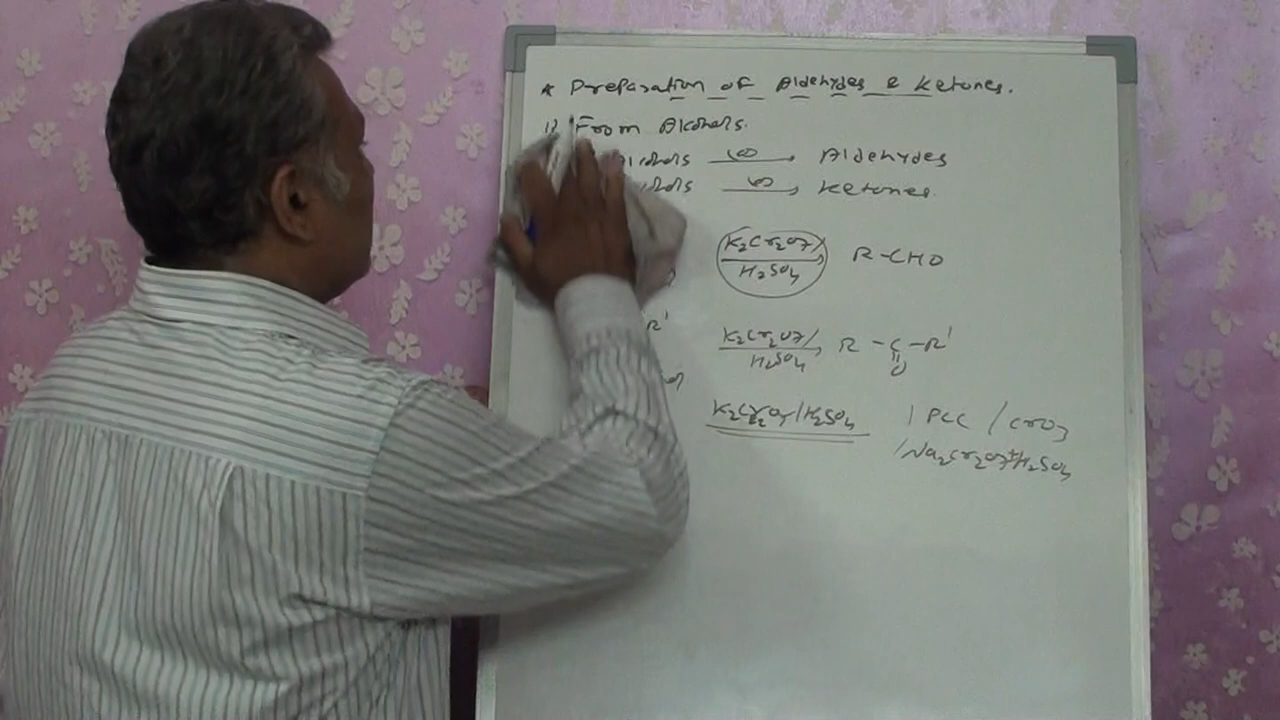 * Preparation of Aldehydes & Ketones.
1) From Alcohols.
alcohols (O) → Aldehydes
hols (O) → Ketones.
K2Cr2O7/ H2SO4 → R-CHO
R'
K2Cr2O7/ H2SO4 → R-C-R'
O
K2Cr2O7/H2SO4 / PCC / CrO3
/Na2Cr2O7+H2SO4